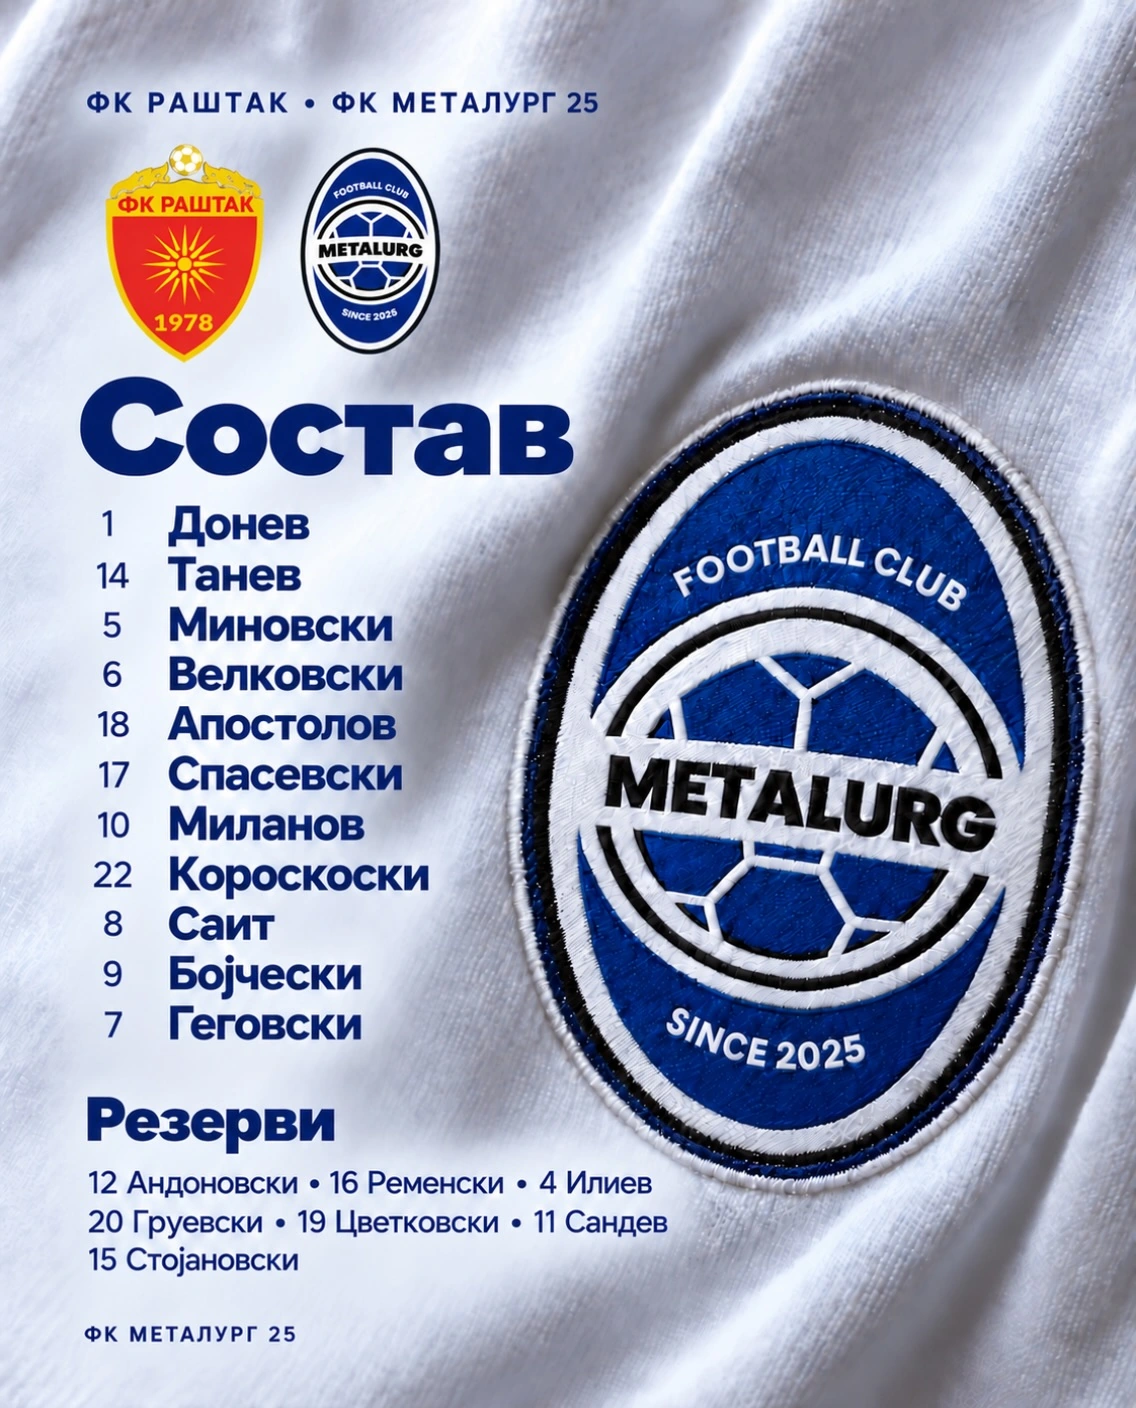 ФК РАШТАК • ФК МЕТАЛУРГ 25
ФК РАШТАК
1978
FOOTBALL CLUB
METALURG
SINCE 2025
Состав
1 Донев
14 Танев
5 Миновски
6 Велковски
18 Апостолов
17 Спасевски
10 Миланов
22 Короскоски
8 Саит
9 Бојчески
7 Геговски
FOOTBALL CLUB
METALURG
SINCE 2025
Резерви
12 Андоновски • 16 Ременски • 4 Илиев
20 Груевски • 19 Цветковски • 11 Сандев
15 Стојановски
ФК МЕТАЛУРГ 25